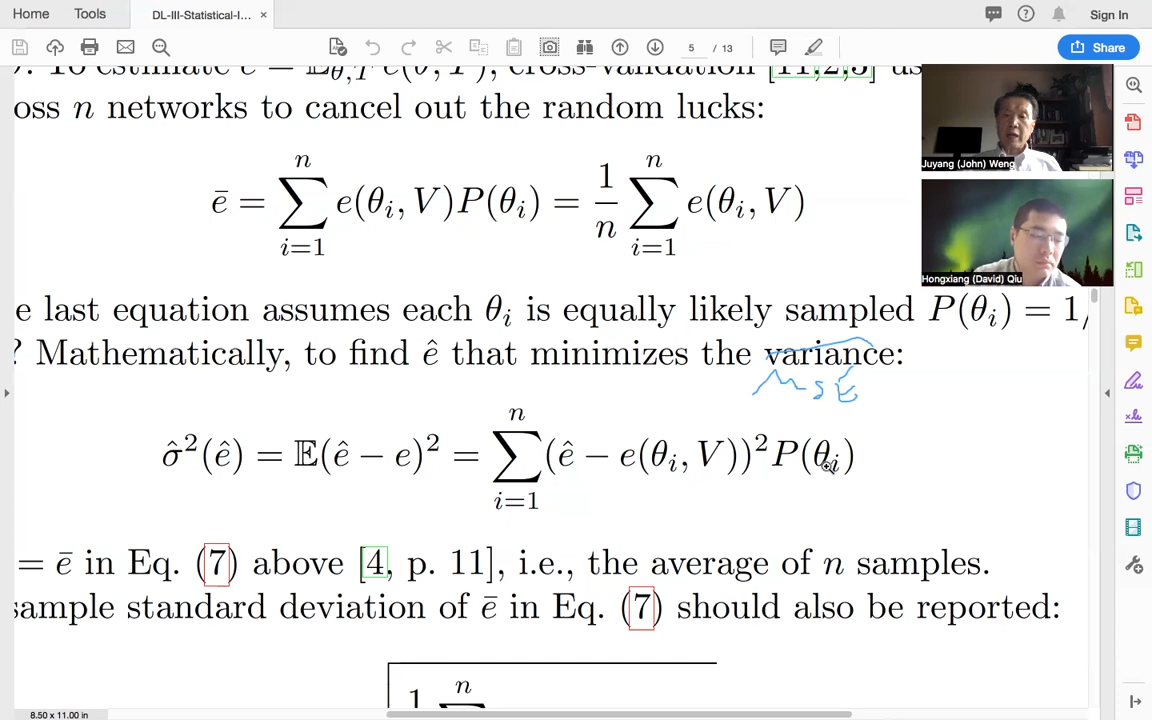 Home Tools DL-III-Statistical-I... × Sign In
5 / 13 Share
oss n networks to cancel out the random lucks:
ē = ∑_{i=1}^{n} e(θ_i, V)P(θ_i) = \frac{1}{n} ∑_{i=1}^{n} e(θ_i, V)
Juyang (John) Weng
Hongxiang (David) Qiu
e last equation assumes each θ_i is equally likely sampled P(θ_i) = 1/
? Mathematically, to find ê that minimizes the variance:
MSE
σ̂²(ê) = 𝔼(ê − e)² = ∑_{i=1}^{n} (ê − e(θ_i, V))²P(θ_i)
= ē in Eq. (7) above [4, p. 11], i.e., the average of n samples.
sample standard deviation of ē in Eq. (7) should also be reported:
1 n
8.50 x 11.00 in